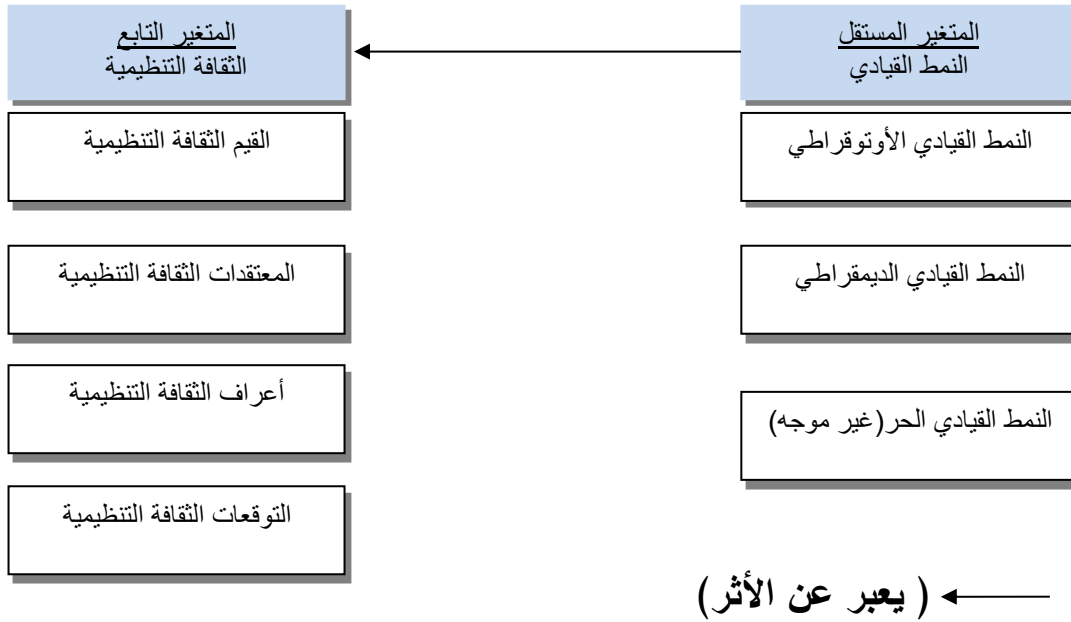 المتغير المستقل
النمط القيادي
النمط القيادي الأوتوقراطي
النمط القيادي الديمقراطي
النمط القيادي الحر(غير موجه)
المتغير التابع
الثقافة التنظيمية
القيم الثقافة التنظيمية
المعتقدات الثقافة التنظيمية
أعراف الثقافة التنظيمية
التوقعات الثقافة التنظيمية
( يعبر عن الأثر)